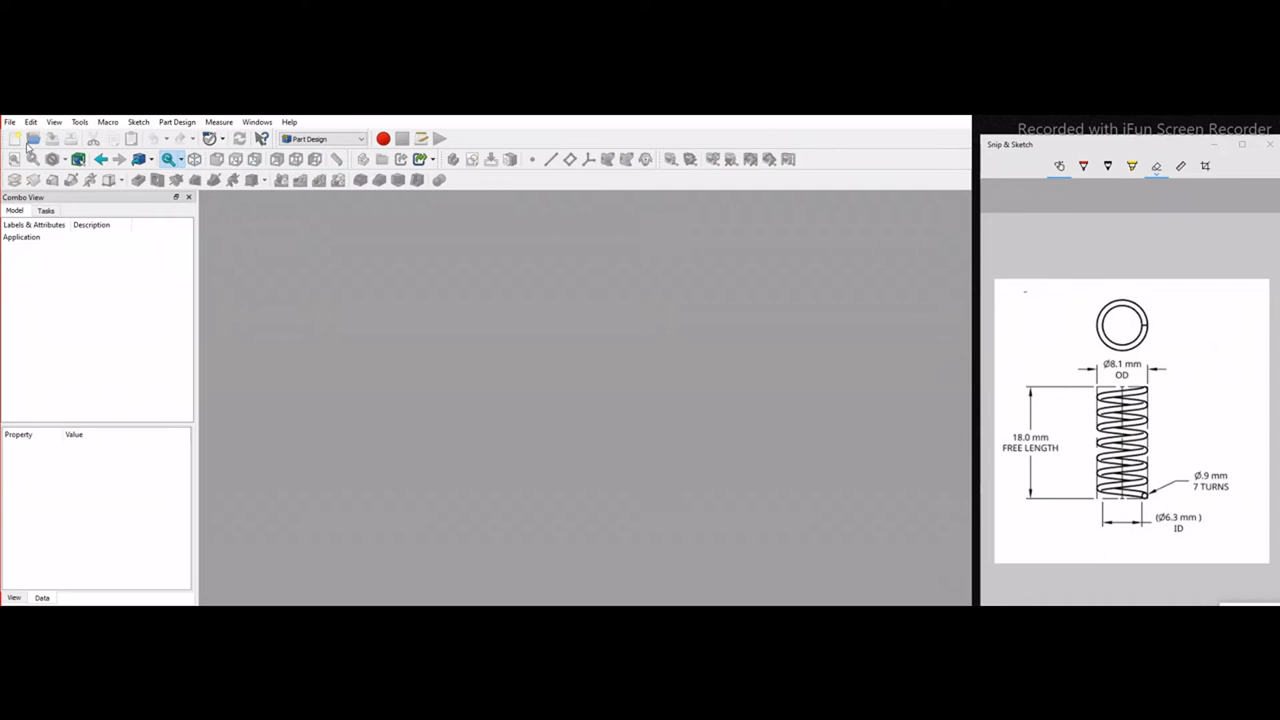 File Edit View Tools Macro Sketch Part Design Measure Windows Help
Recorded with iFun Screen Recorder
Part Design
Snip & Sketch
Combo View
Model Tasks
Labels & Attributes Description
Application
Property Value
View Data
Ø8.1 mm
OD
18.0 mm
FREE LENGTH
Ø.9 mm
7 TURNS
(Ø6.3 mm )
ID